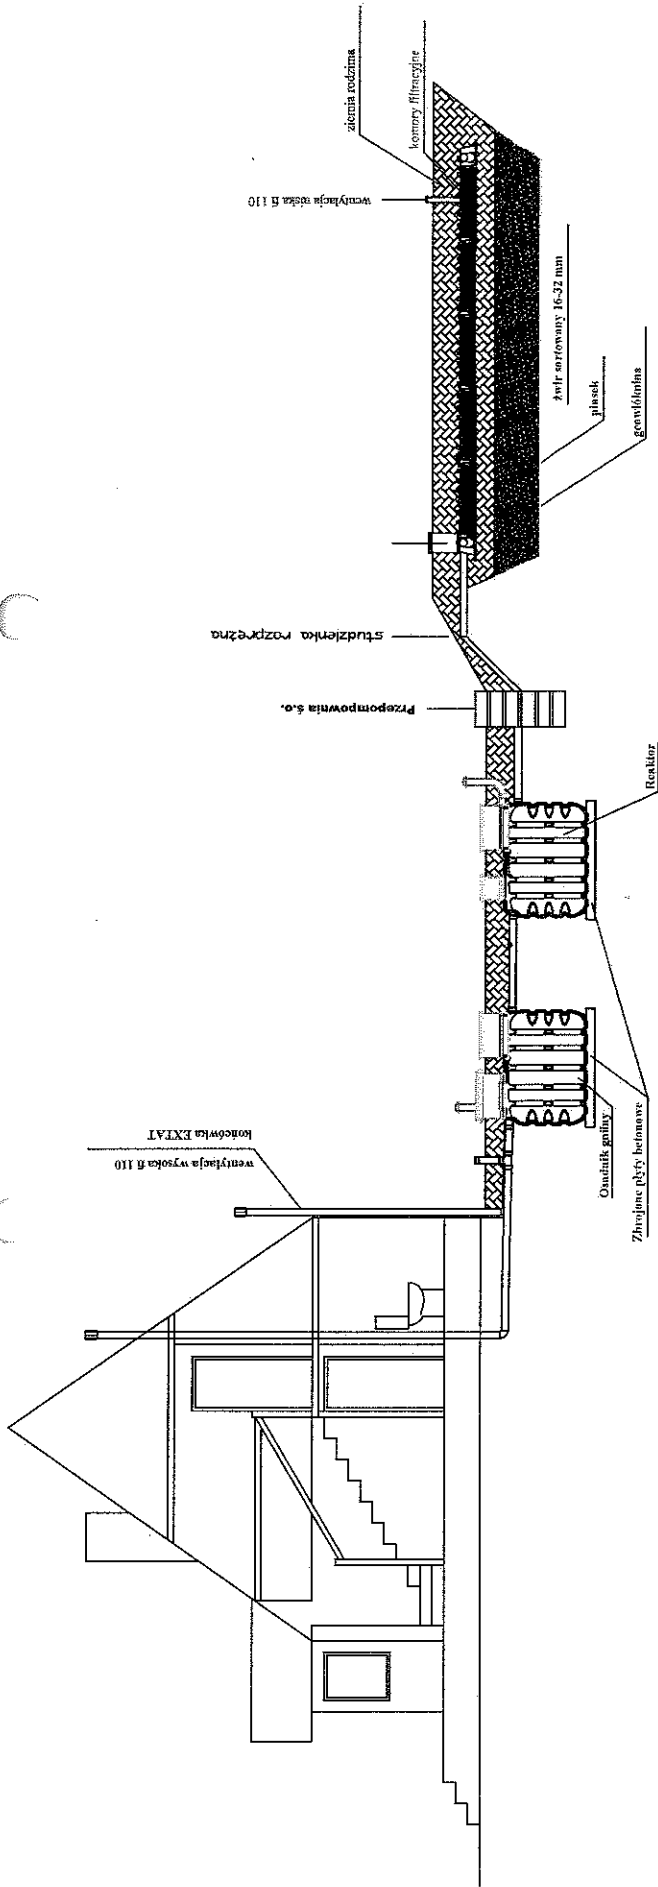 wentylacja wysoka fi 110
końcówka EXTAT
Osadnik gnilny
Zbrojone płyty betonowe
Reaktor
Przepompownia ś.o.
studzienka rozprężna
wentylacja niska fi 110
ziemia rodzima
komory filtracyjne
żwir sortowany 16-32 mm
piasek
geowłóknina